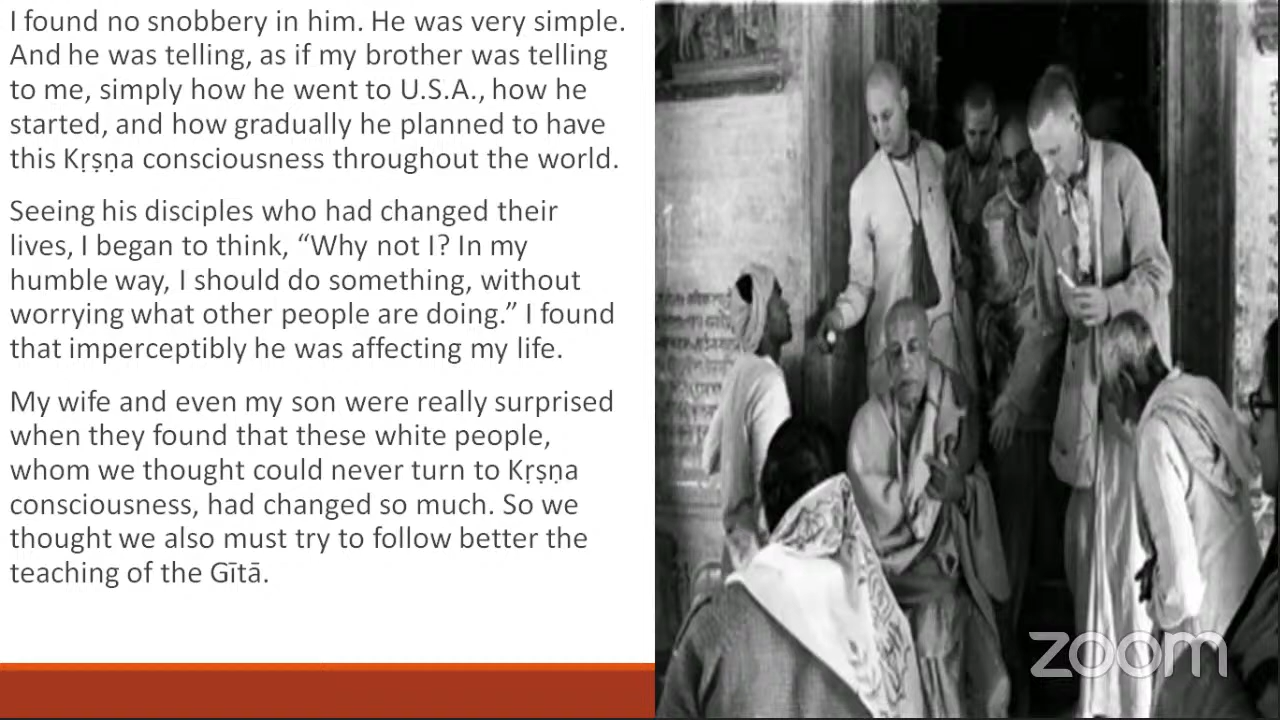 I found no snobbery in him. He was very simple.
And he was telling, as if my brother was telling
to me, simply how he went to U.S.A., how he
started, and how gradually he planned to have
this Kṛṣṇa consciousness throughout the world.
Seeing his disciples who had changed their
lives, I began to think, “Why not I? In my
humble way, I should do something, without
worrying what other people are doing.” I found
that imperceptibly he was affecting my life.
My wife and even my son were really surprised
when they found that these white people,
whom we thought could never turn to Kṛṣṇa
consciousness, had changed so much. So we
thought we also must try to follow better the
teaching of the Gītā.
zoom